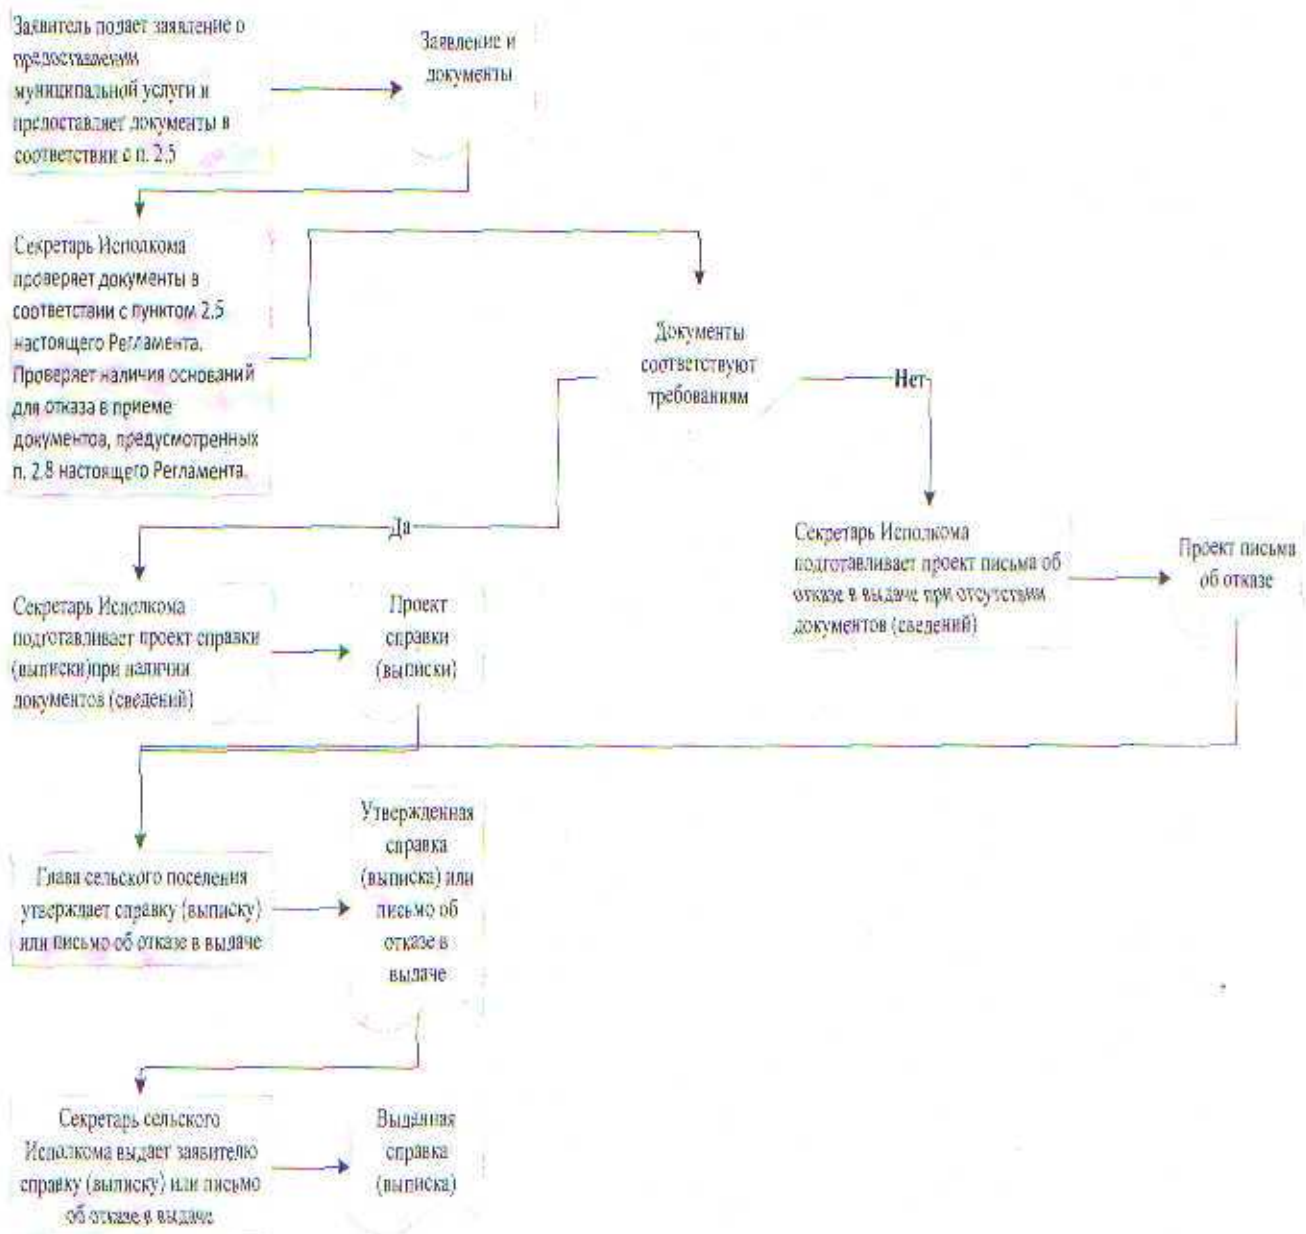 Заявитель подает заявление о
предоставлении
муниципальной услуги и
предоставляет документы в
соответствии с п. 2.5
Заявление и
документы
Секретарь Исполкома
проверяет документы в
соответствии с пунктом 2.5
настоящего Регламента.
Проверяет наличия оснований
для отказа в приеме
документов, предусмотренных
п. 2.8 настоящего Регламента.
Документы
соответствуют
требованиям
Нет
Да
Секретарь Исполкома
подготавливает проект письма об
отказе в выдаче при отсутствии
документов (сведений)
Проект письма
об отказе
Секретарь Исполкома
подготавливает проект справки
(выписки)при наличии
документов (сведений)
Проект
справки
(выписки)
Глава сельского поселения
утверждает справку (выписку)
или письмо об отказе в выдаче
Утвержденная
справка
(выписка) или
письмо об
отказе в
выдаче
Секретарь сельского
Исполкома выдает заявителю
справку (выписку) или письмо
об отказе в выдаче
Выданная
справка
(выписка)